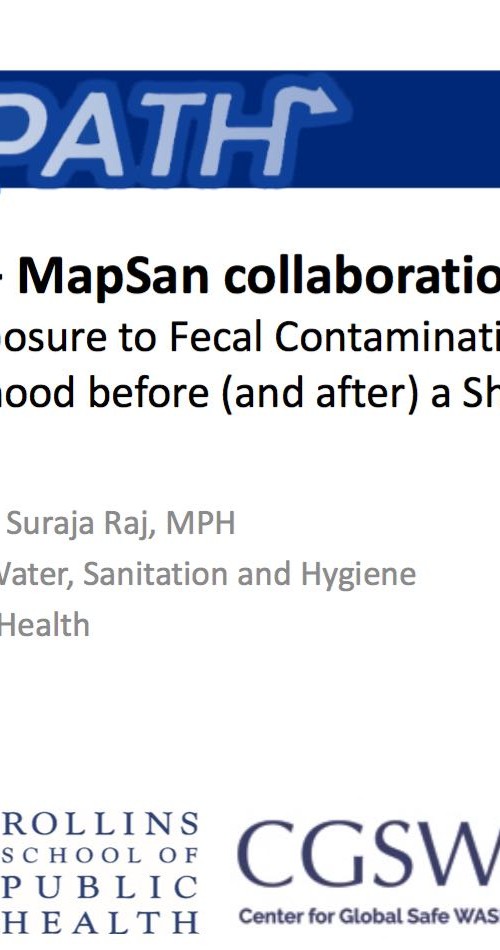 PATH
- MapSan collaboratio
posure to Fecal Contaminati
ood before (and after) a Sh
Suraja Raj, MPH
Water, Sanitation and Hygiene
Health
ROLLINS
SCHOOL OF
PUBLIC
HEALTH
CGSW
Center for Global Safe WAS